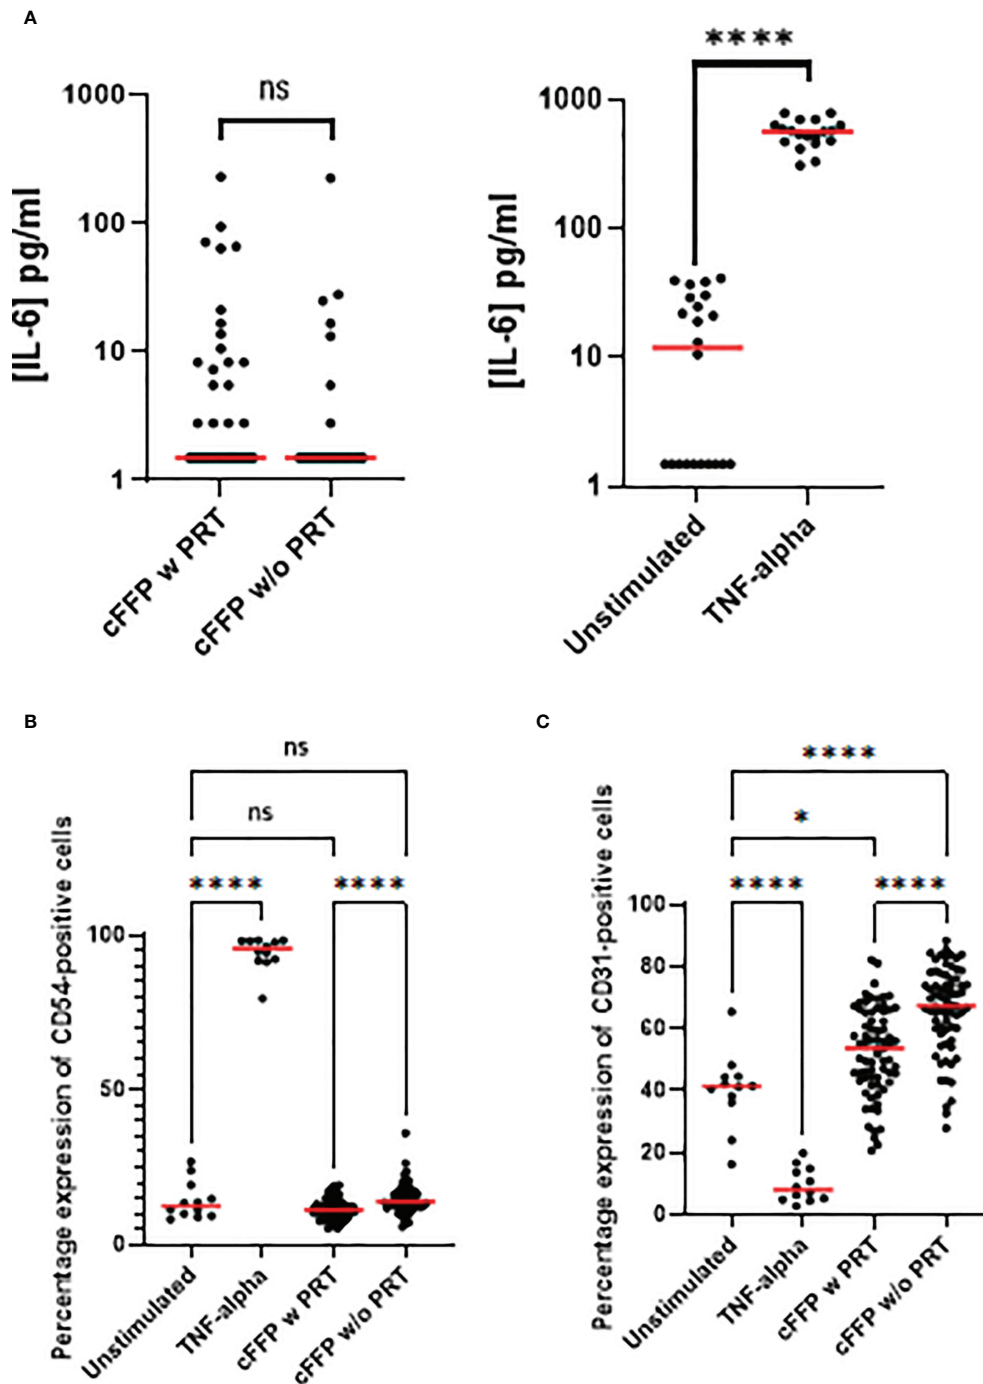 A
ns
1000
100
10
1
[IL-6] pg/ml
cFFP w PRT
cFFP w/o PRT
****
1000
100
10
1
[IL-6] pg/ml
Unstimulated
TNF-alpha
B
ns
ns
****
****
100
50
0
Percentage expression of CD54-positive cells
Unstimulated
TNF-alpha
cFFP w PRT
cFFP w/o PRT
C
****
*
****
****
100
80
60
40
20
0
Percentage expression of CD31-positive cells
Unstimulated
TNF-alpha
cFFP w PRT
cFFP w/o PRT